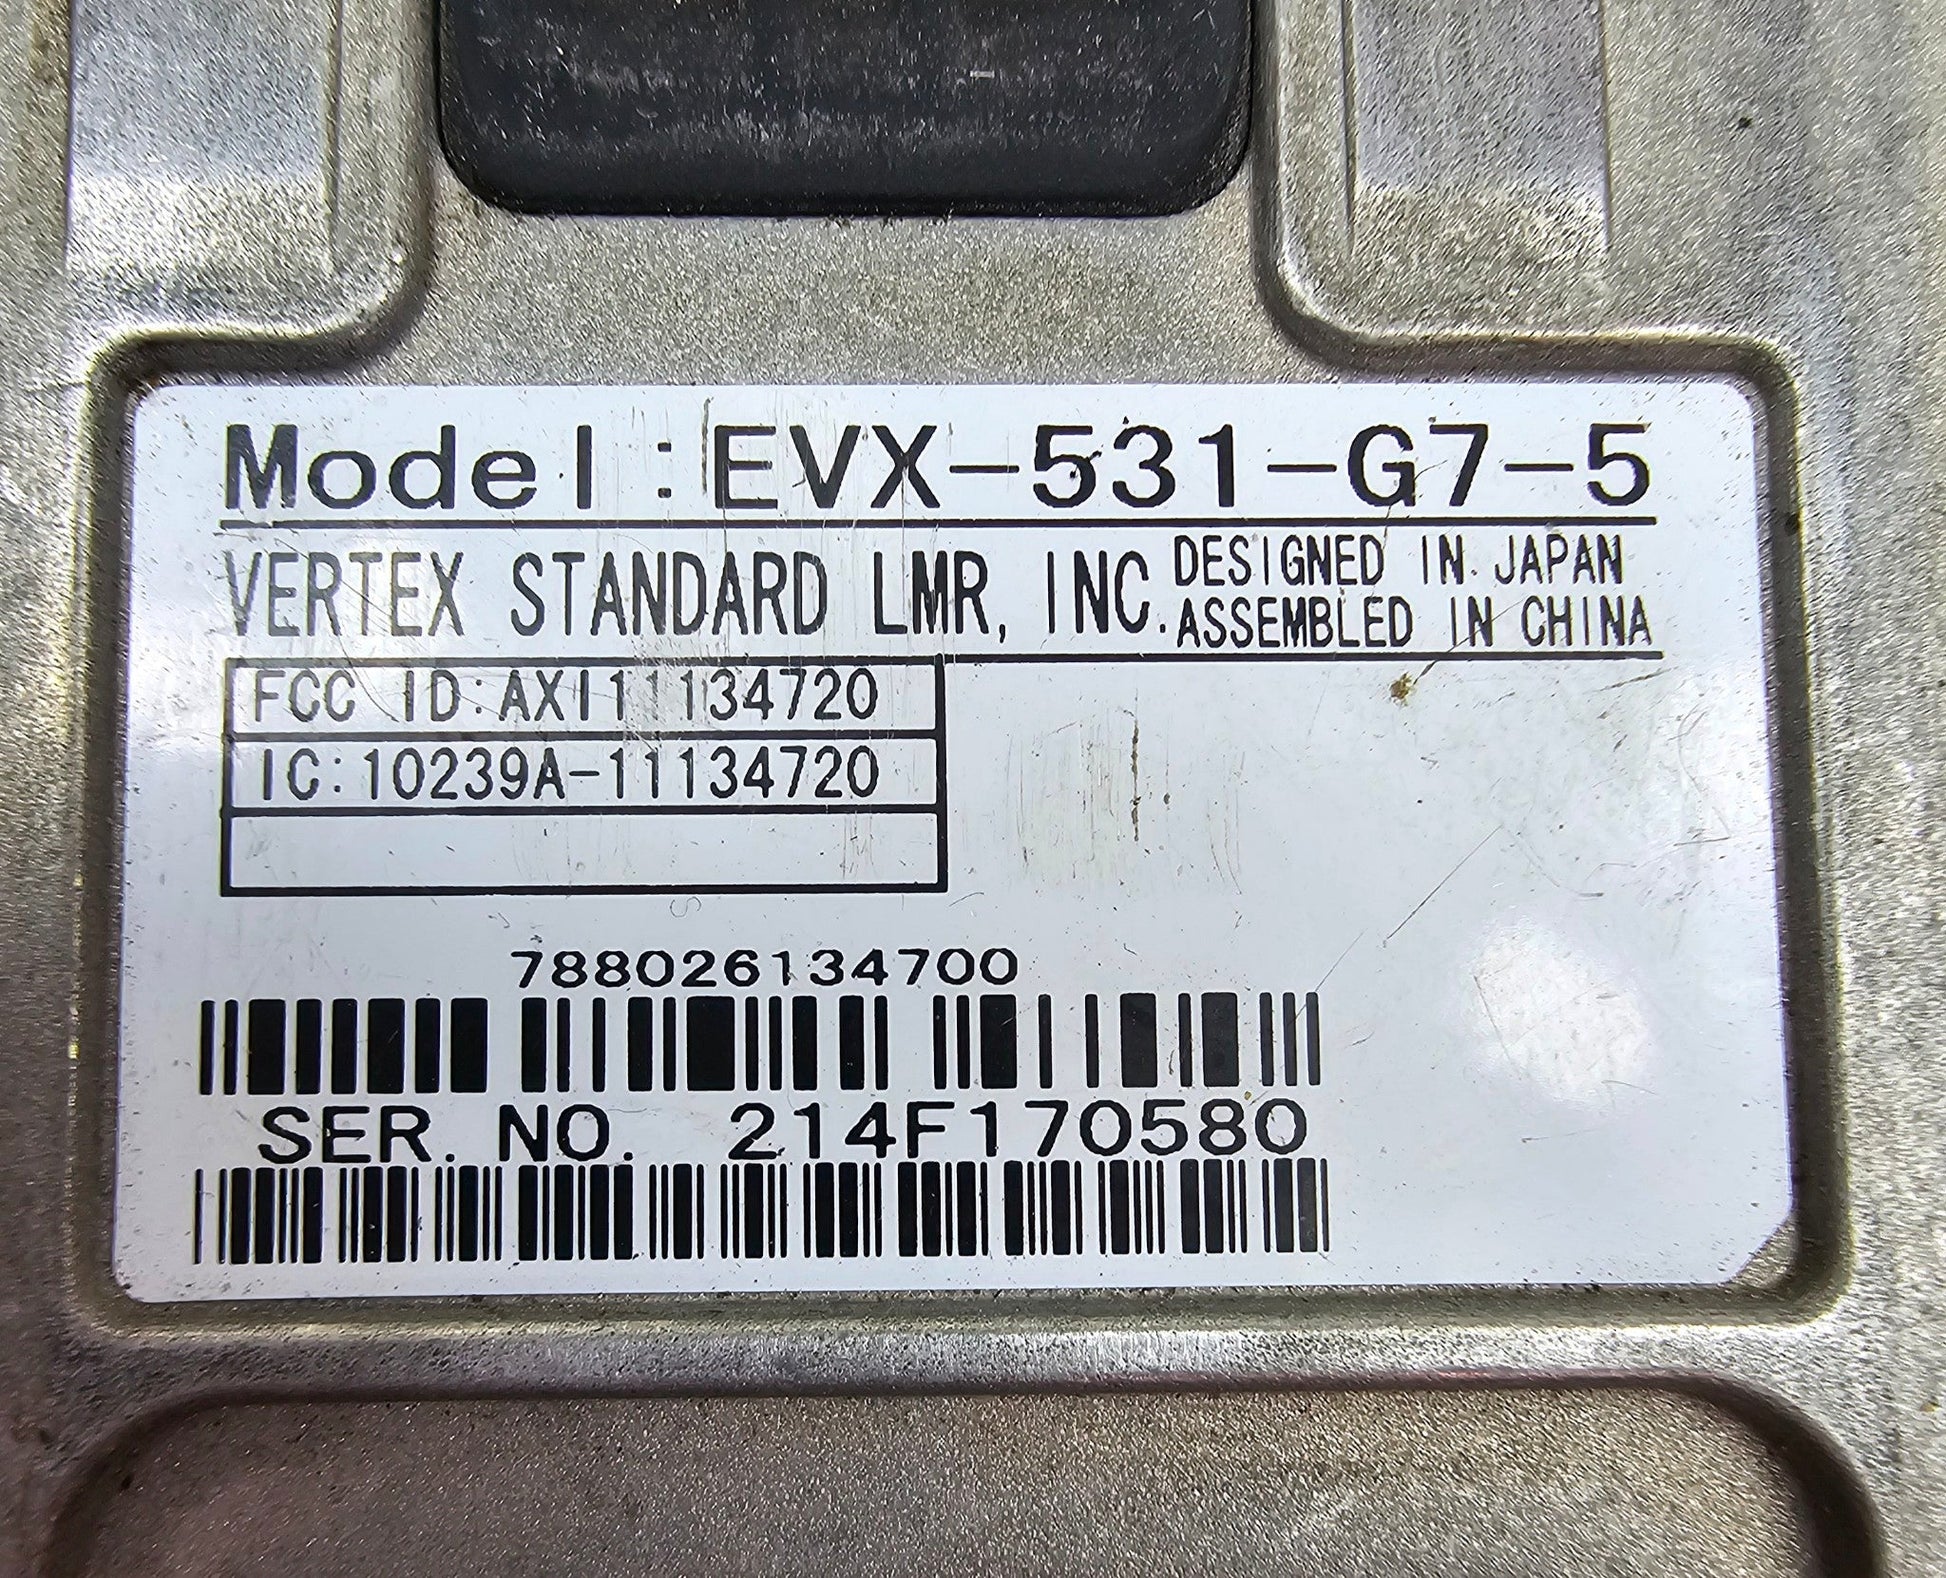 Model:EVX-531-G7-5
VERTEX STANDARD LMR, INC.
DESIGNED IN JAPAN
ASSEMBLED IN CHINA
FCC ID:AXI11134720
IC:10239A-11134720
788026134700
SER. NO. 214F170580